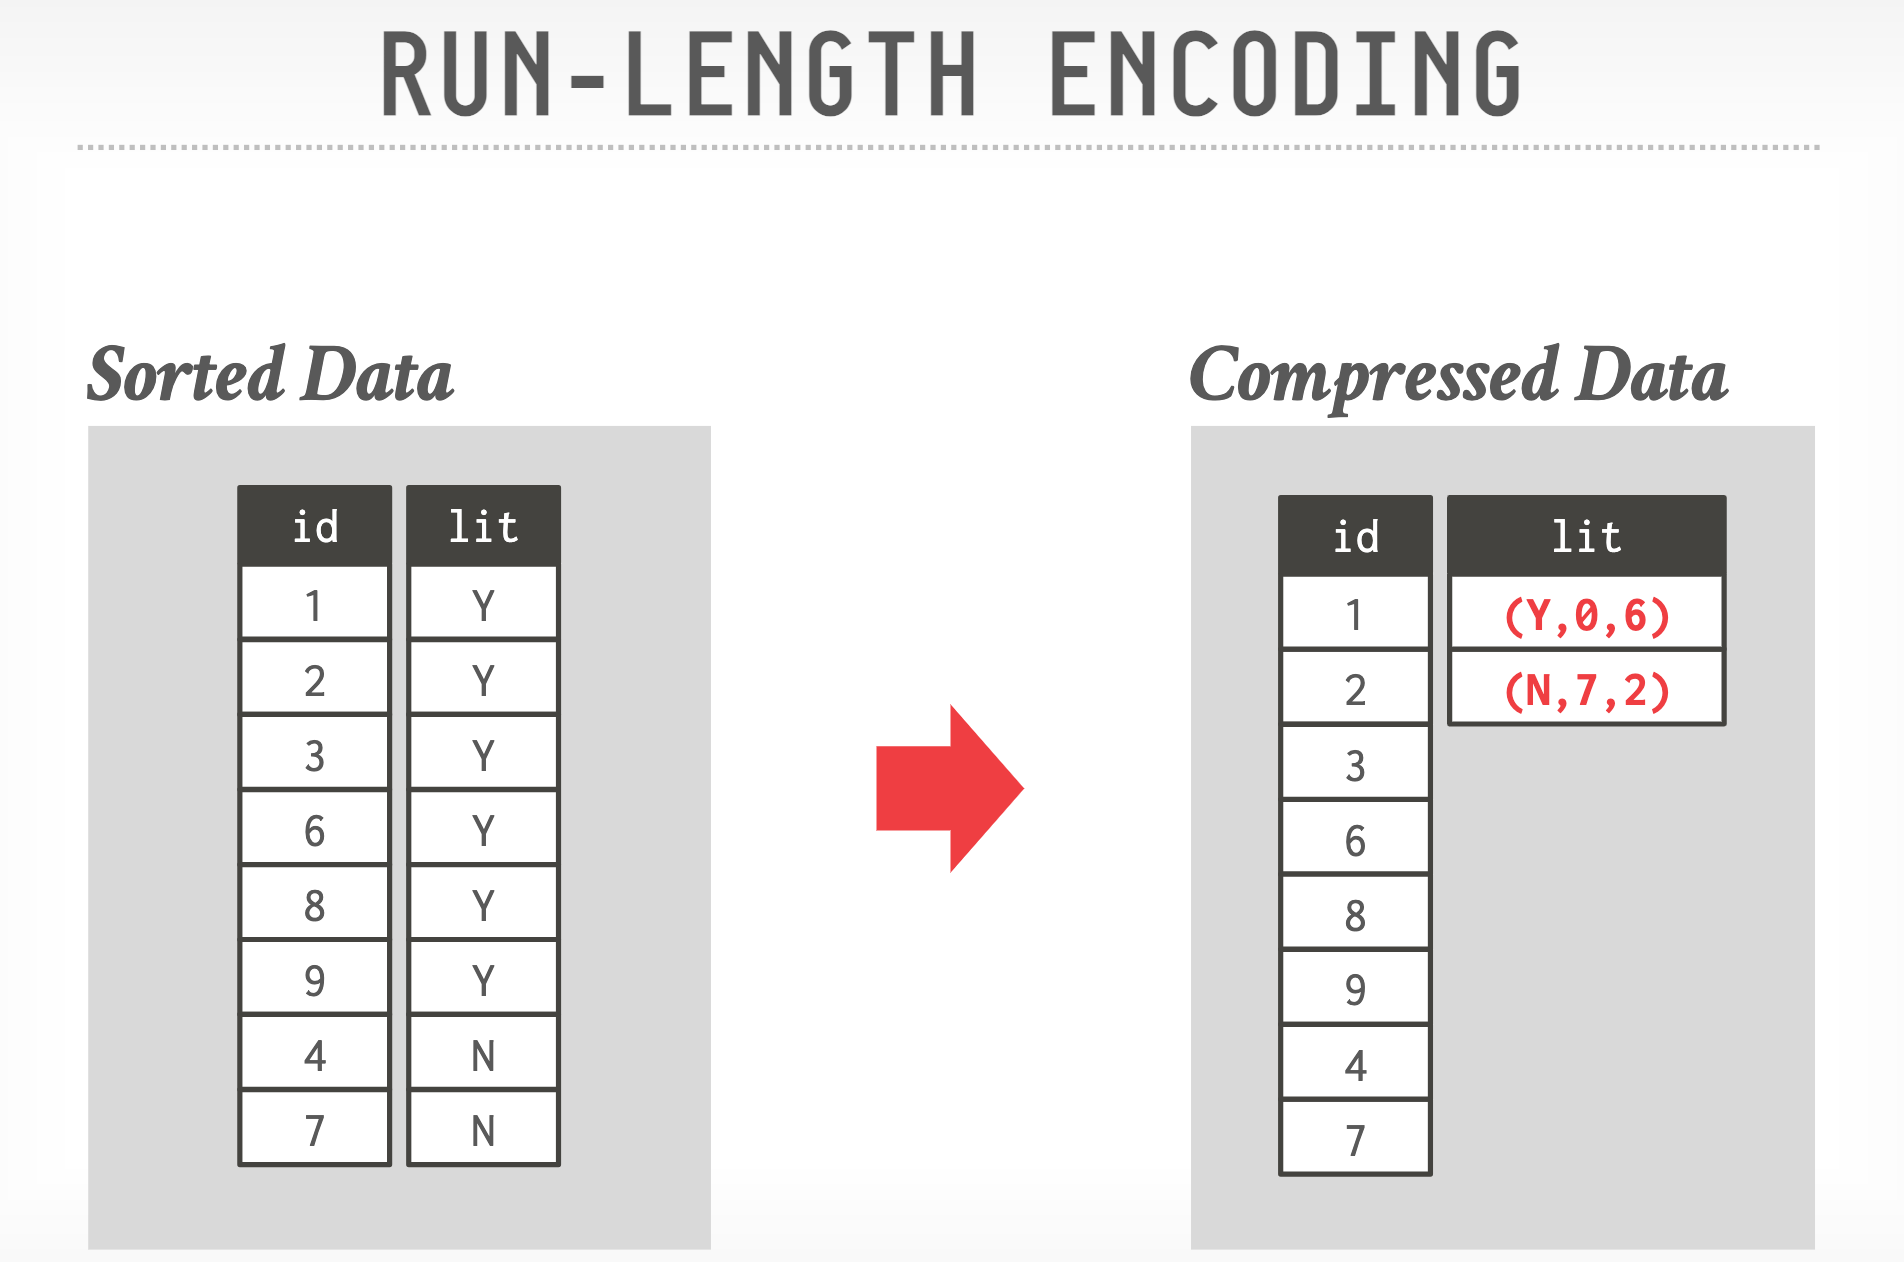 RUN-LENGTH ENCODING
Sorted Data
id lit
1 Y
2 Y
3 Y
6 Y
8 Y
9 Y
4 N
7 N
Compressed Data
id lit
1 (Y,0,6)
2 (N,7,2)
3
6
8
9
4
7